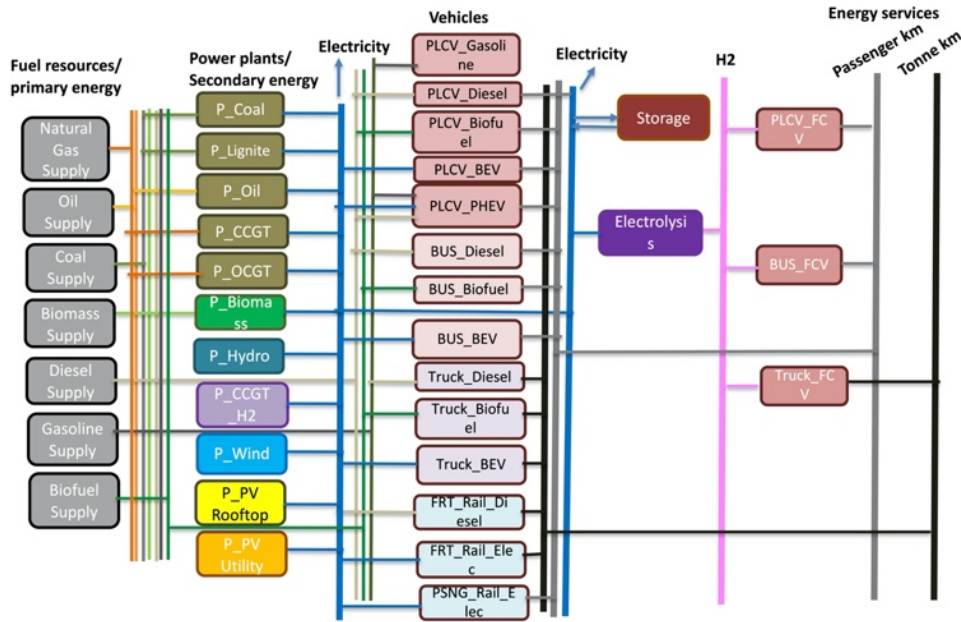 Fuel resources/
primary energy
Natural
Gas
Supply
Oil
Supply
Coal
Supply
Biomass
Supply
Diesel
Supply
Gasoline
Supply
Biofuel
Supply
Power plants/
Secondary energy
P_Coal
P_Lignite
P_Oil
P_CCGT
P_OCGT
P_Bioma
ss
P_Hydro
P_CCGT
_H2
P_Wind
P_PV
Rooftop
P_PV
Utility
Electricity
Vehicles
PLCV_Gasoli
ne
PLCV_Diesel
PLCV_Biofu
el
PLCV_BEV
PLCV_PHEV
BUS_Diesel
BUS_Biofuel
BUS_BEV
Truck_Diesel
Truck_Biofu
el
Truck_BEV
FRT_Rail_Di
esel
FRT_Rail_Ele
c
PSNG_Rail_E
lec
Electricity
Storage
Electrolysi
s
H2
PLCV_FC
V
BUS_FCV
Truck_FC
V
Energy services
Passenger km
Tonne km